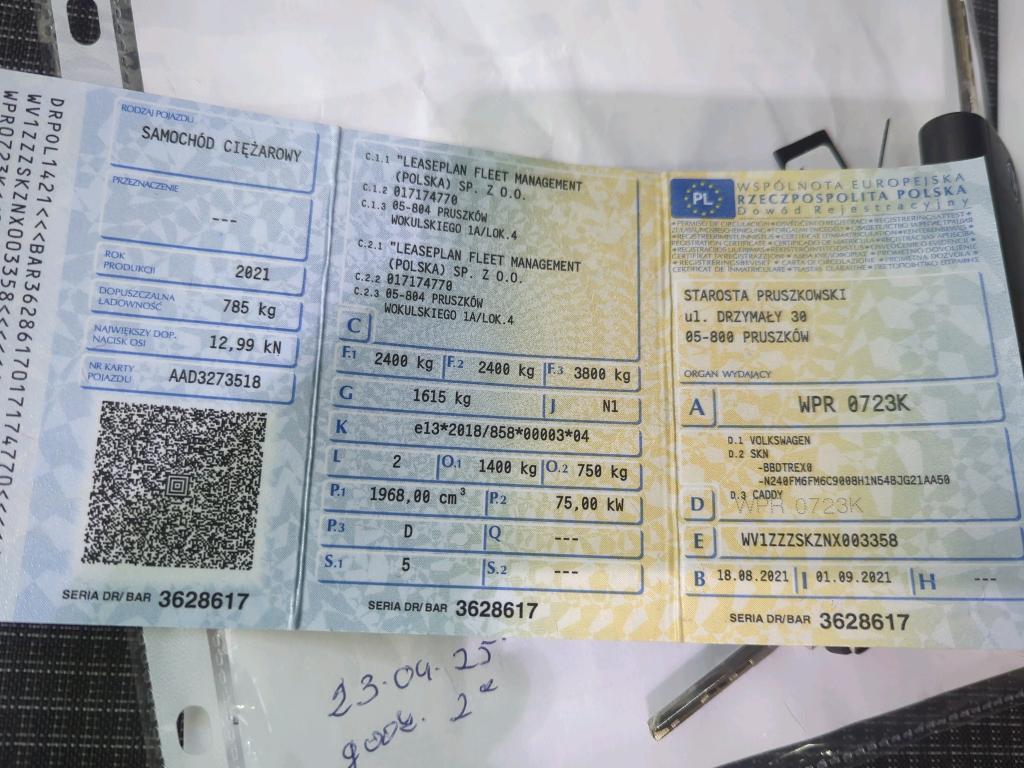 DRPOL1421<<BAR362861701717477O<<
WV1ZZZSKZNX003358<<<<
RODZAJ POJAZDU
SAMOCHÓD CIĘŻAROWY
PRZEZNACZENIE
---
ROK PRODUKCJI 2021
DOPUSZCZALNA ŁADOWNOŚĆ 785 kg
NAJWIĘKSZY DOP. NACISK OSI 12,99 kN
NR KARTY POJAZDU AAD3273518
SERIA DR/ BAR 3628617
C.1.1 "LEASEPLAN FLEET MANAGEMENT
(POLSKA) SP. Z O.O.
C.1.2 017174770
C.1.3 05-804 PRUSZKÓW
WOKULSKIEGO 1A/LOK.4
C.2.1 "LEASEPLAN FLEET MANAGEMENT
(POLSKA) SP. Z O.O.
C.2.2 017174770
C.2.3 05-804 PRUSZKÓW
WOKULSKIEGO 1A/LOK.4
C
F.1 2400 kg F.2 2400 kg F.3 3800 kg
G 1615 kg J N1
K e13*2018/858*00003*04
L 2 O.1 1400 kg O.2 750 kg
P.1 1968,00 cm³ P.2 75,00 kW
P.3 D Q ---
S.1 5 S.2 ---
SERIA DR/ BAR 3628617
PL
WSPÓLNOTA EUROPEJSKA
RZECZPOSPOLITA POLSKA
Dowód Rejestracyjny
STAROSTA PRUSZKOWSKI
ul. DRZYMAŁY 30
05-800 PRUSZKÓW
ORGAN WYDAJĄCY
A WPR 0723K
D.1 VOLKSWAGEN
D.2 SKN
-BBDTREX0
-N240FM6FM6C9008H1N54BJG21AA50
D.3 CADDY
D WPR 0723K
E WV1ZZZSKZNX003358
B 18.08.2021 I 01.09.2021 H ---
SERIA DR/ BAR 3628617
23.04.25
godz. 2